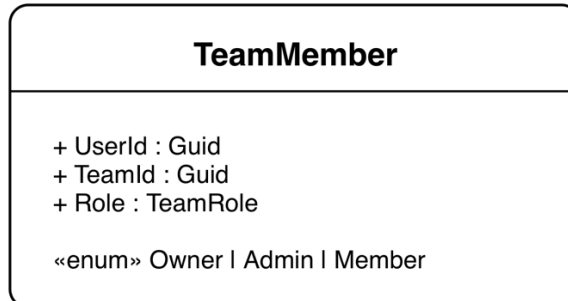 TeamMember
+ UserId : Guid
+ TeamId : Guid
+ Role : TeamRole
«enum» Owner | Admin | Member